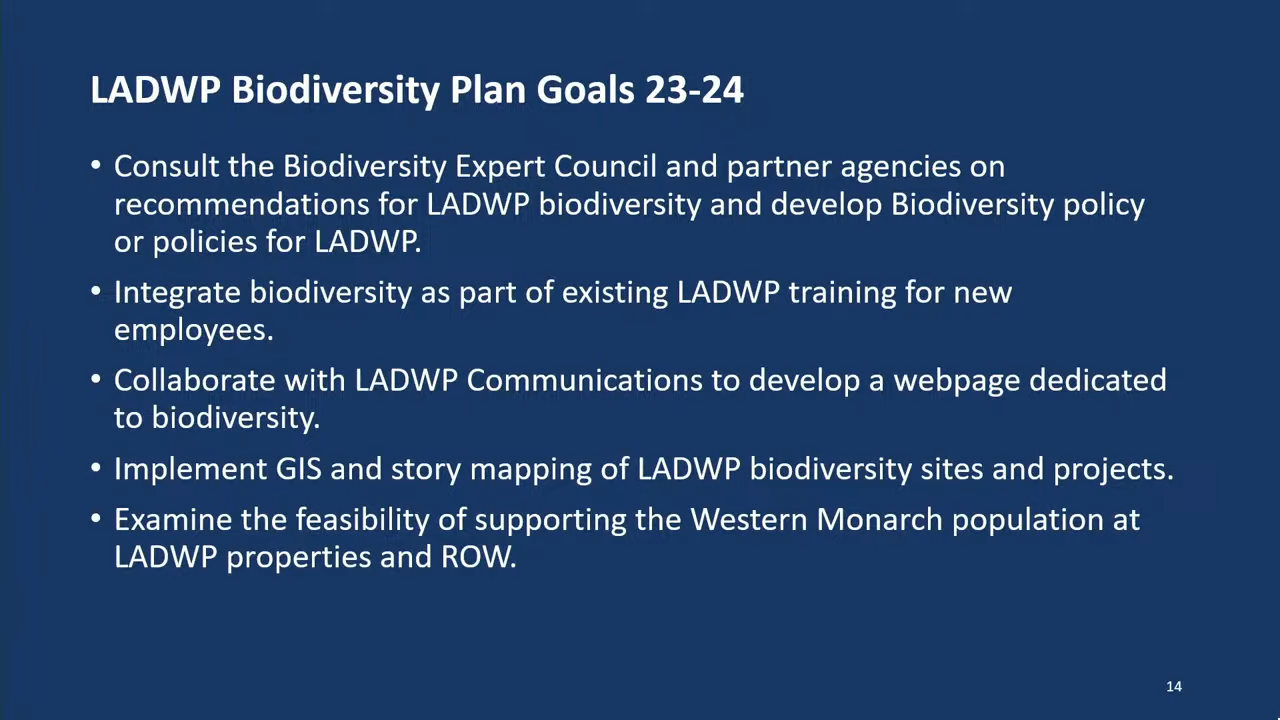 LADWP Biodiversity Plan Goals 23-24
• Consult the Biodiversity Expert Council and partner agencies on
recommendations for LADWP biodiversity and develop Biodiversity policy
or policies for LADWP.
• Integrate biodiversity as part of existing LADWP training for new
employees.
• Collaborate with LADWP Communications to develop a webpage dedicated
to biodiversity.
• Implement GIS and story mapping of LADWP biodiversity sites and projects.
• Examine the feasibility of supporting the Western Monarch population at
LADWP properties and ROW.
14